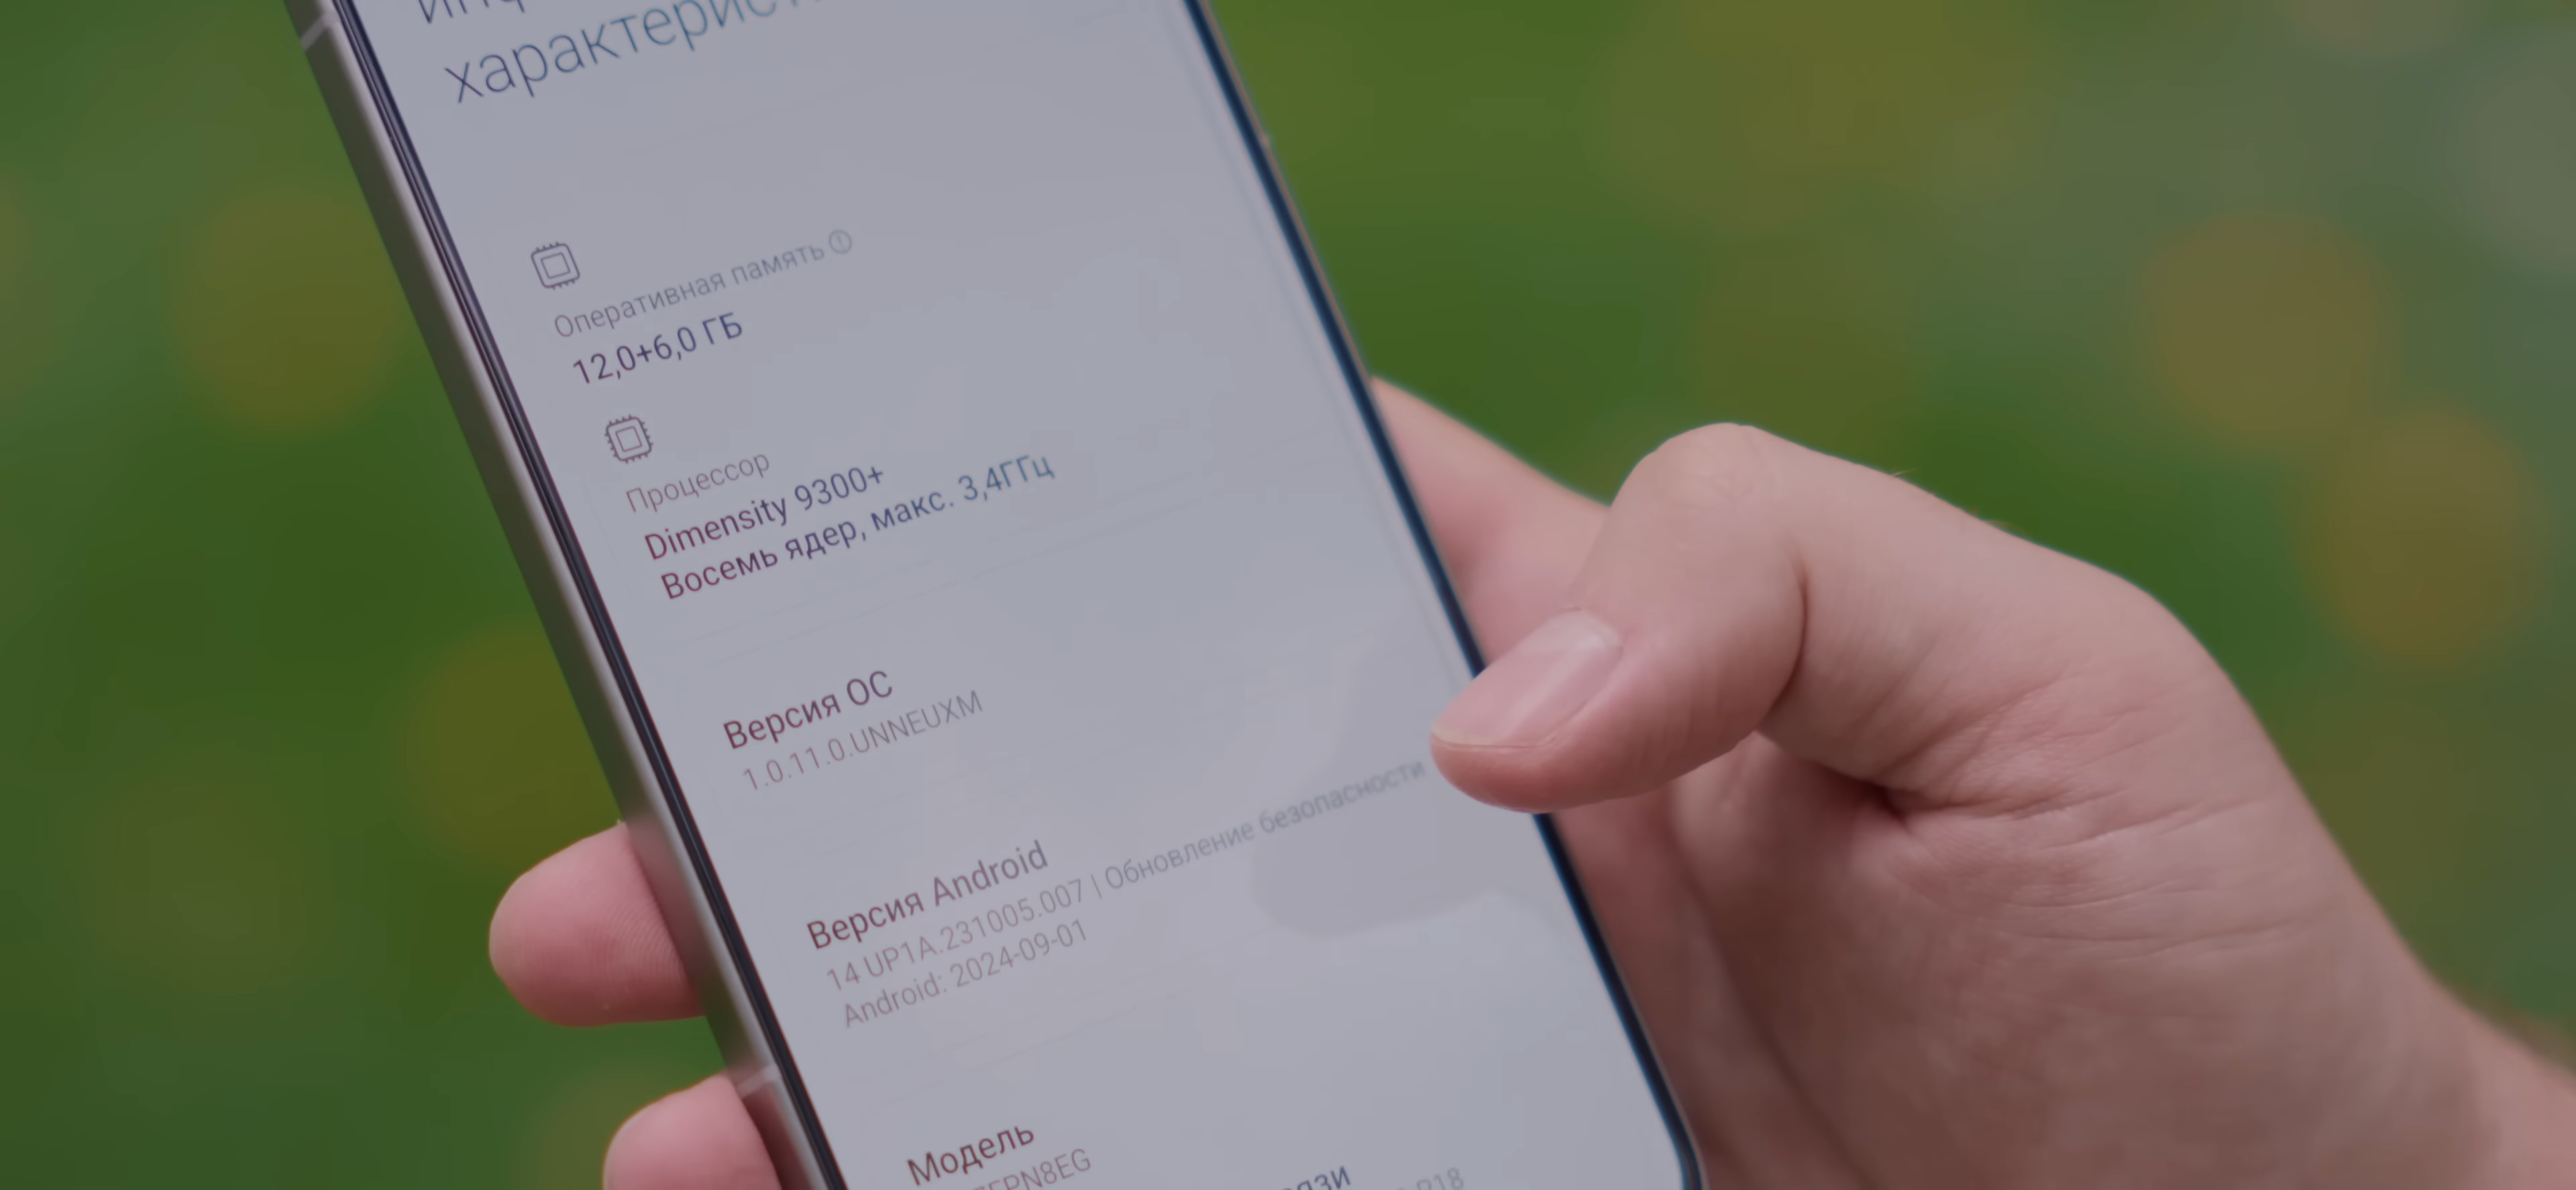 Оперативная память
12,0+6,0 ГБ
Процессор
Dimensity 9300+
Восемь ядер, макс. 3,4ГГц
Версия ОС
1.0.11.0.UNNEUXM
Версия Android
14 UP1A.231005.007 | Обновление безопасности
Android: 2024-09-01
Модель